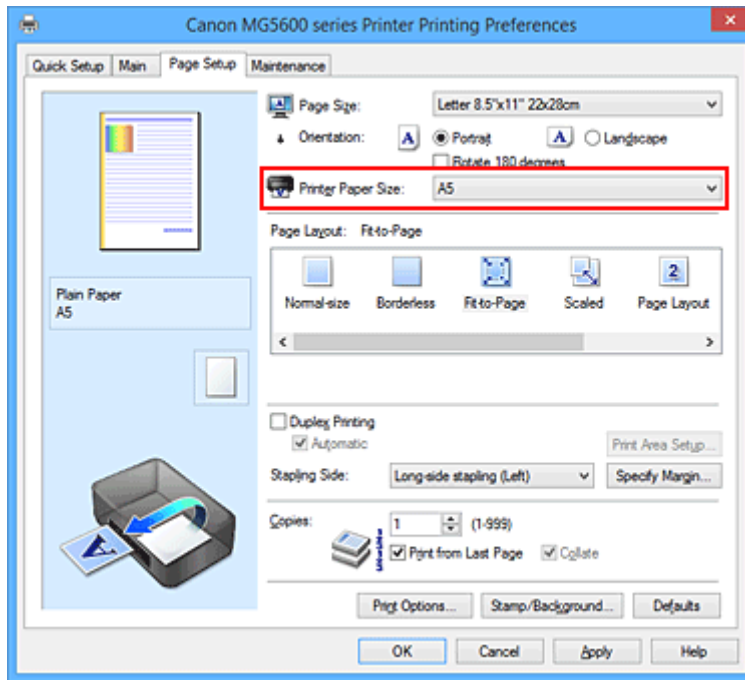 Canon MG5600 series Printer Printing Preferences
Quick Setup Main Page Setup Maintenance
Page Size: Letter 8.5"x11" 22x28cm
Orientation: A Portrait A Landscape
Rotate 180 degrees
Printer Paper Size: A5
Page Layout: Fit-to-Page
Normal-size Borderless Fit-to-Page Scaled 2 Page Layout
Plain Paper
A5
Duplex Printing
Automatic
Print Area Setup...
Stapling Side: Long-side stapling (Left) Specify Margin...
Copies: 1 (1-999)
Print from Last Page Collate
Print Options... Stamp/Background... Defaults
OK Cancel Apply Help